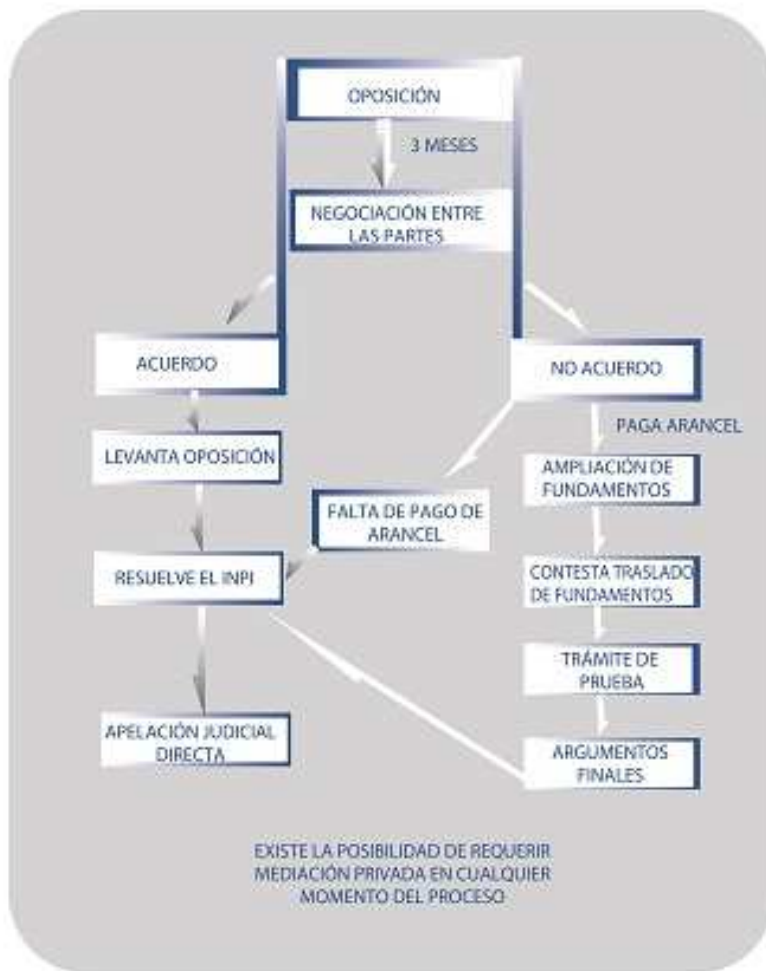 OPOSICIÓN
3 MESES
NEGOCIACIÓN ENTRE
LAS PARTES
ACUERDO
NO ACUERDO
PAGA ARANCEL
LEVANTA OPOSICIÓN
AMPLIACIÓN DE
FUNDAMENTOS
FALTA DE PAGO DE
ARANCEL
RESUELVE EL INPI
CONTESTA TRASLADO
DE FUNDAMENTOS
TRÁMITE DE
PRUEBA
APELACIÓN JUDICIAL
DIRECTA
ARGUMENTOS
FINALES
EXISTE LA POSIBILIDAD DE REQUERIR
MEDIACIÓN PRIVADA EN CUALQUIER
MOMENTO DEL PROCESO